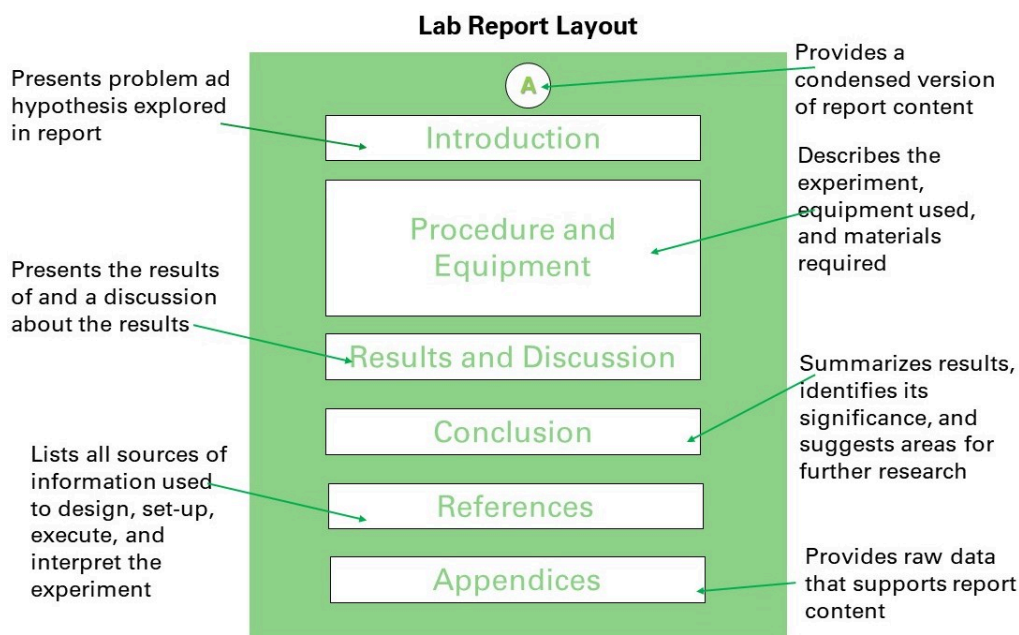 Lab Report Layout
Provides a
condensed version
of report content
A
Presents problem ad
hypothesis explored
in report
Introduction
Describes the
experiment,
equipment used,
and materials
required
Procedure and
Equipment
Presents the results
of and a discussion
about the results
Results and Discussion
Summarizes results,
identifies its
significance, and
suggests areas for
further research
Conclusion
Lists all sources of
information used
to design, set-up,
execute, and
interpret the
experiment
References
Provides raw data
that supports report
content
Appendices